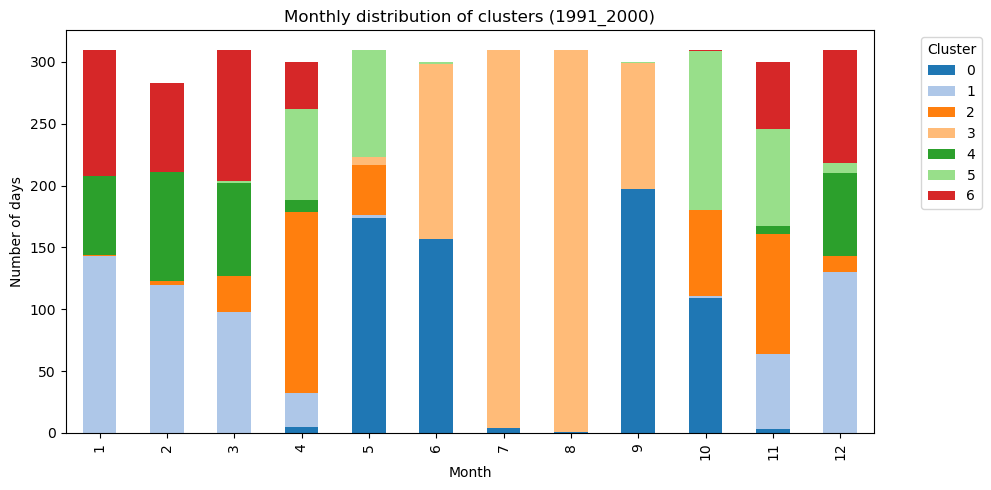 Monthly distribution of clusters (1991_2000)
Number of days
300
250
200
150
100
50
0
1 2 3 4 5 6 7 8 9 10 11 12
Month
Cluster
0
1
2
3
4
5
6